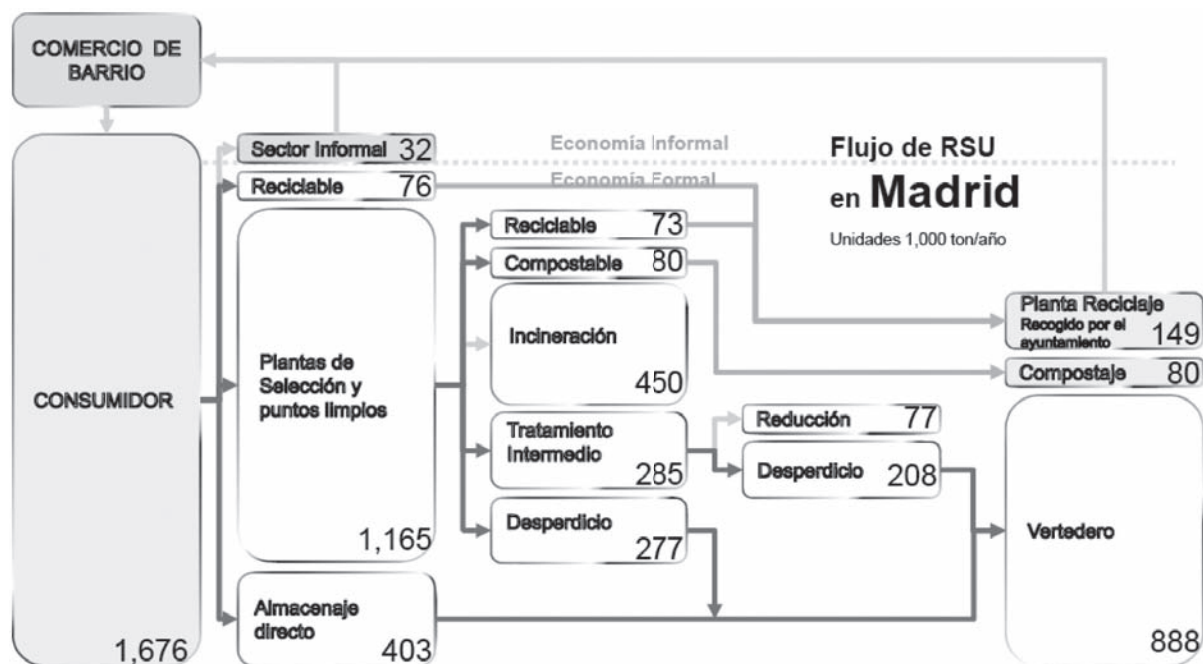 COMERCIO DE
BARRIO
Sector Informal 32
Economía Informal
Flujo de RSU
Reciclable 76
Economía Formal
en Madrid
Unidades 1,000 ton/año
Reciclable 73
Compostable 80
Incineración
450
Planta Reciclaje
Recogido por el
ayuntamiento 149
Compostaje 80
CONSUMIDOR
1,676
Plantas de
Selección y
puntos limpios
1,165
Tratamiento
Intermedio
285
Reducción 77
Desperdicio 208
Desperdicio
277
Vertedero
888
Almacenaje
directo
403